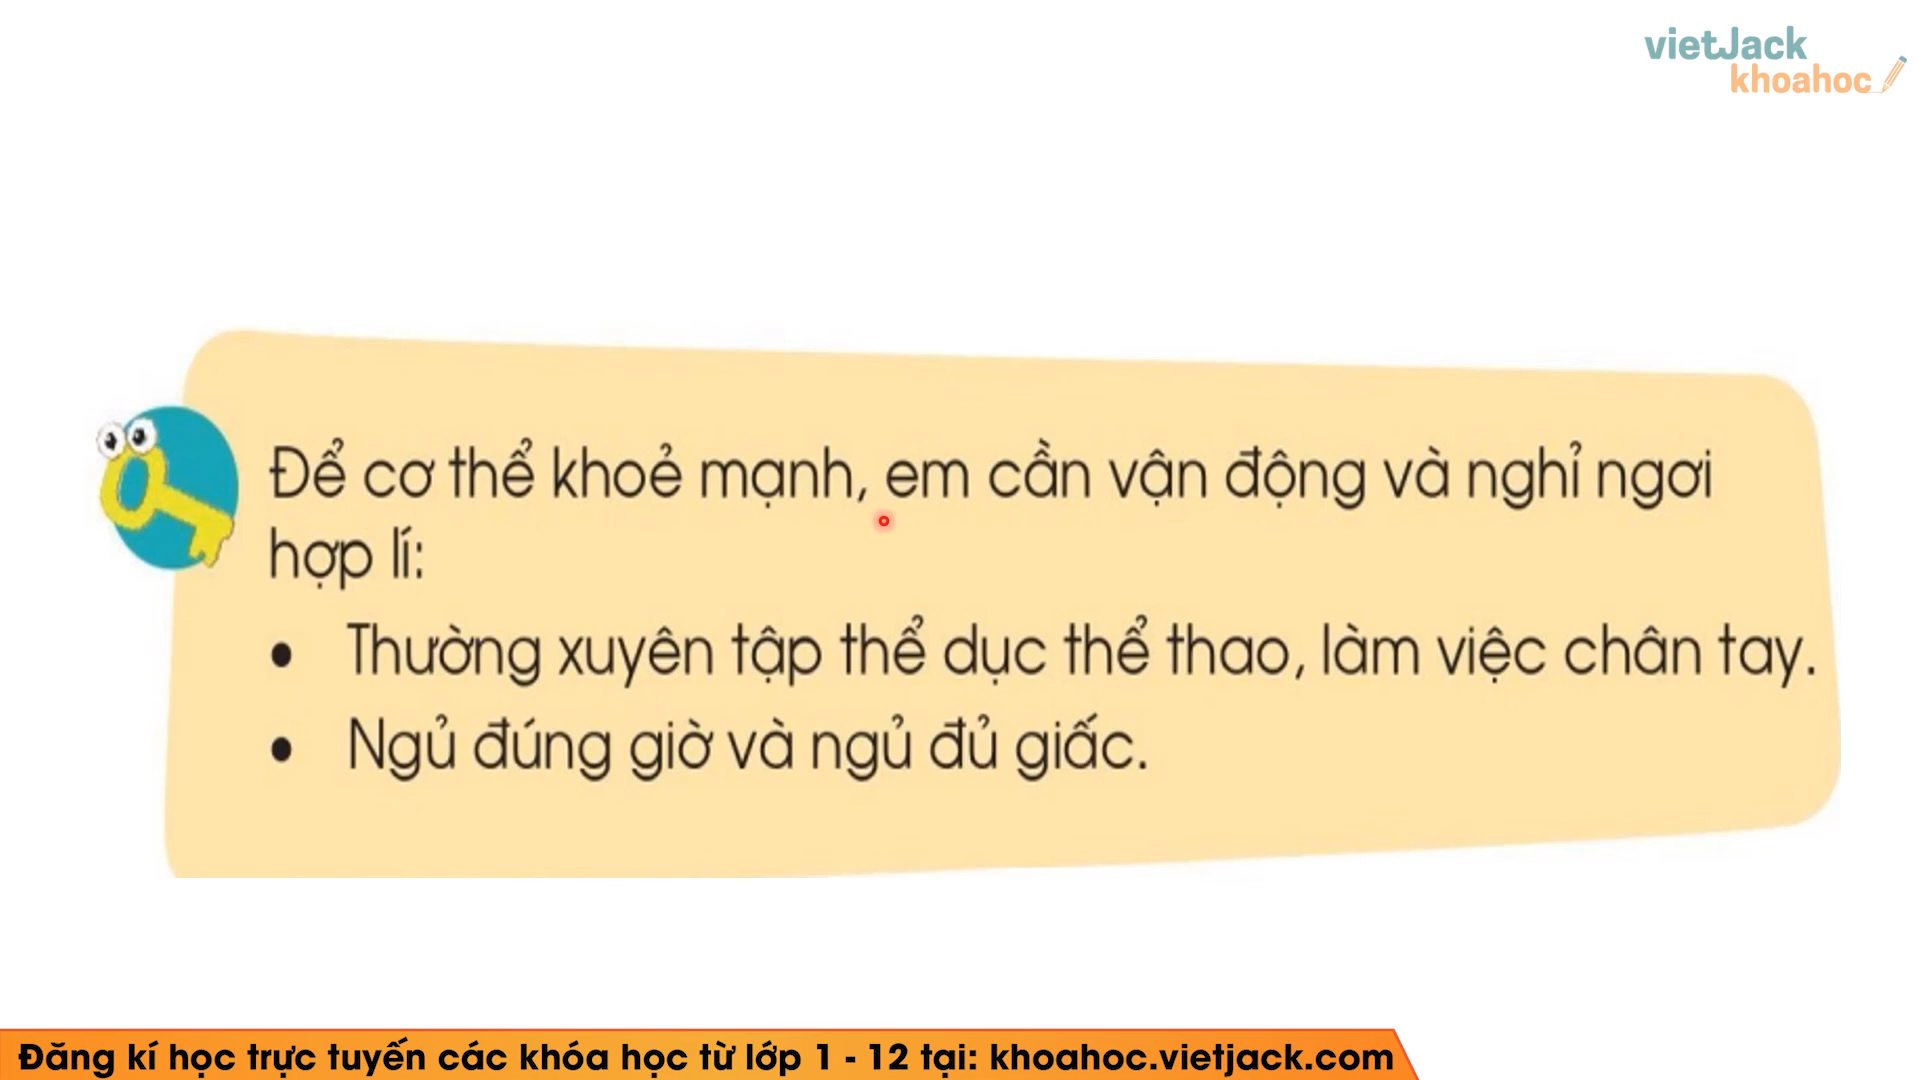 vietJack
khoahoc
Để cơ thể khoẻ mạnh, em cần vận động và nghỉ ngơi
hợp lí:
• Thường xuyên tập thể dục thể thao, làm việc chân tay.
• Ngủ đúng giờ và ngủ đủ giấc.
Đăng kí học trực tuyến các khóa học từ lớp 1 - 12 tại: khoahoc.vietjack.com